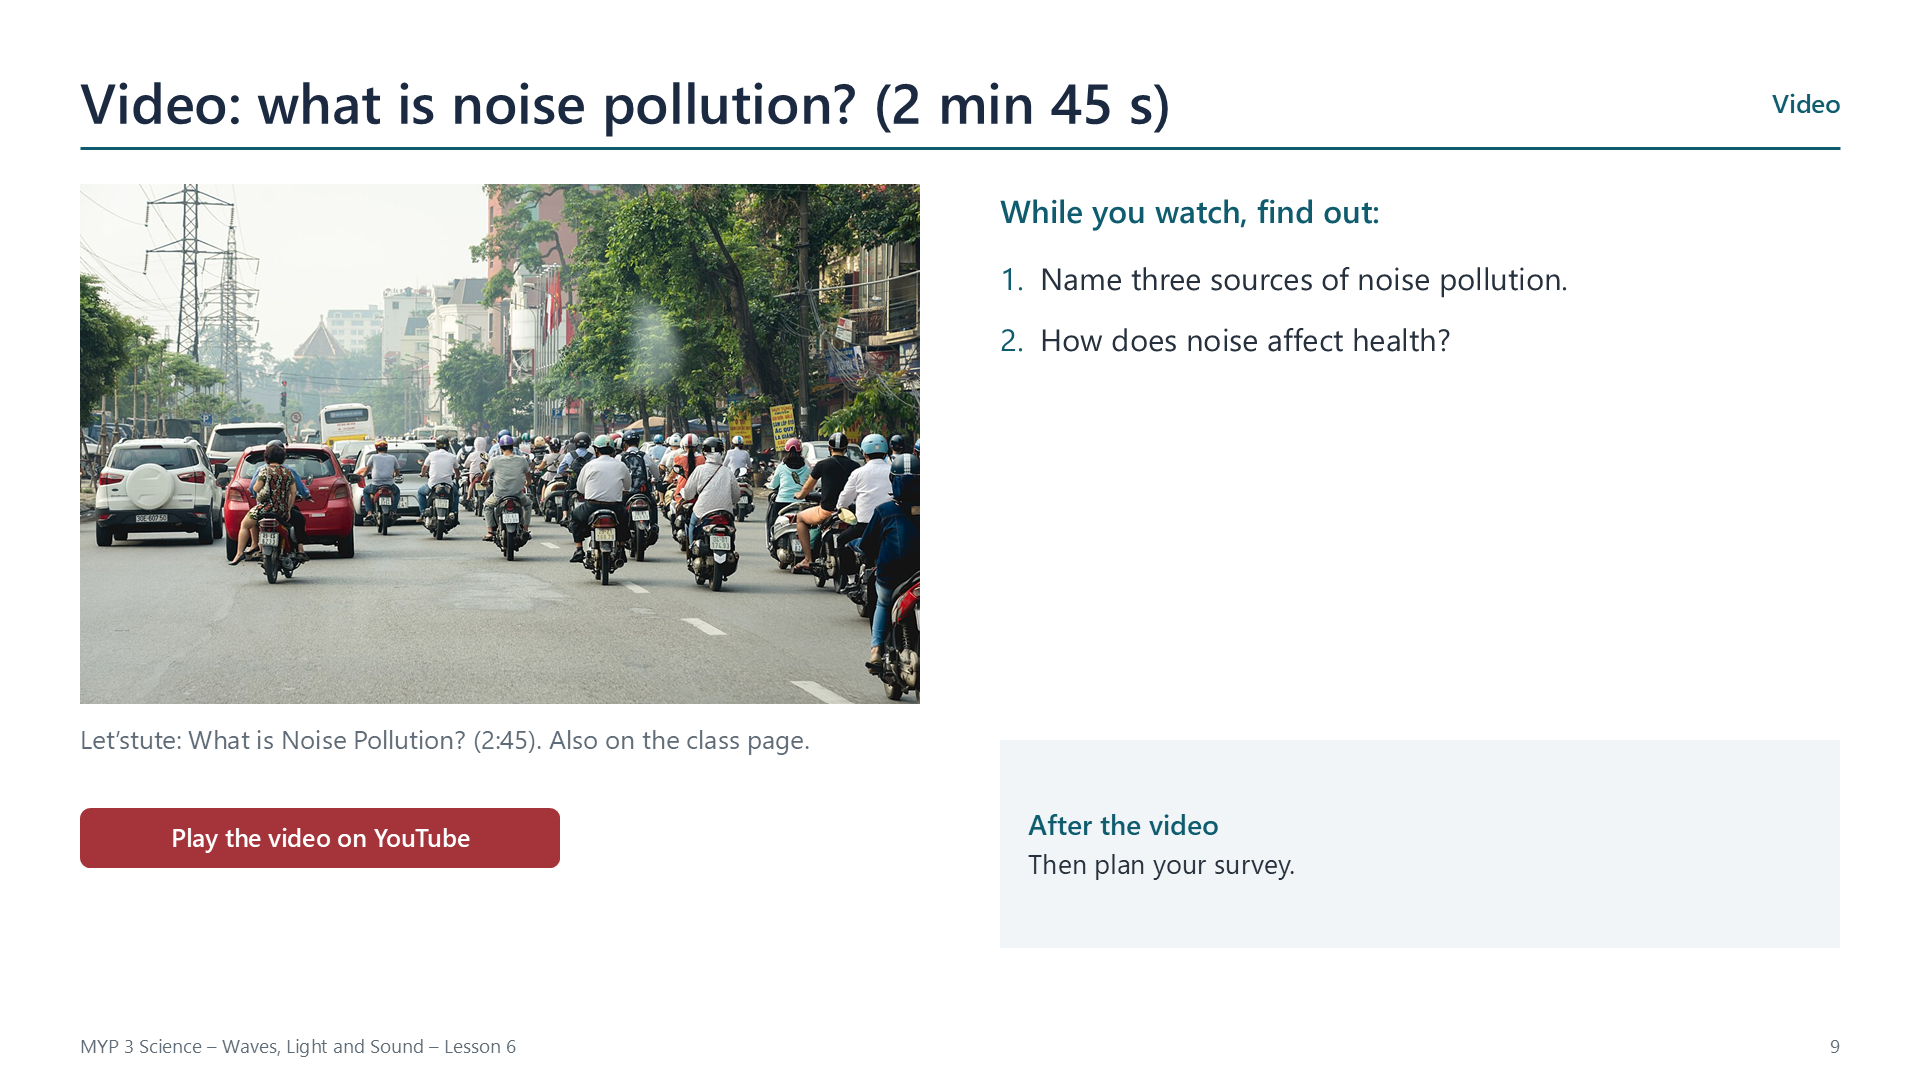 Video: what is noise pollution? (2 min 45 s)
Video
While you watch, find out:
1. Name three sources of noise pollution.
2. How does noise affect health?
Let’stute: What is Noise Pollution? (2:45). Also on the class page.
Play the video on YouTube
After the video
Then plan your survey.
MYP 3 Science – Waves, Light and Sound – Lesson 6
9